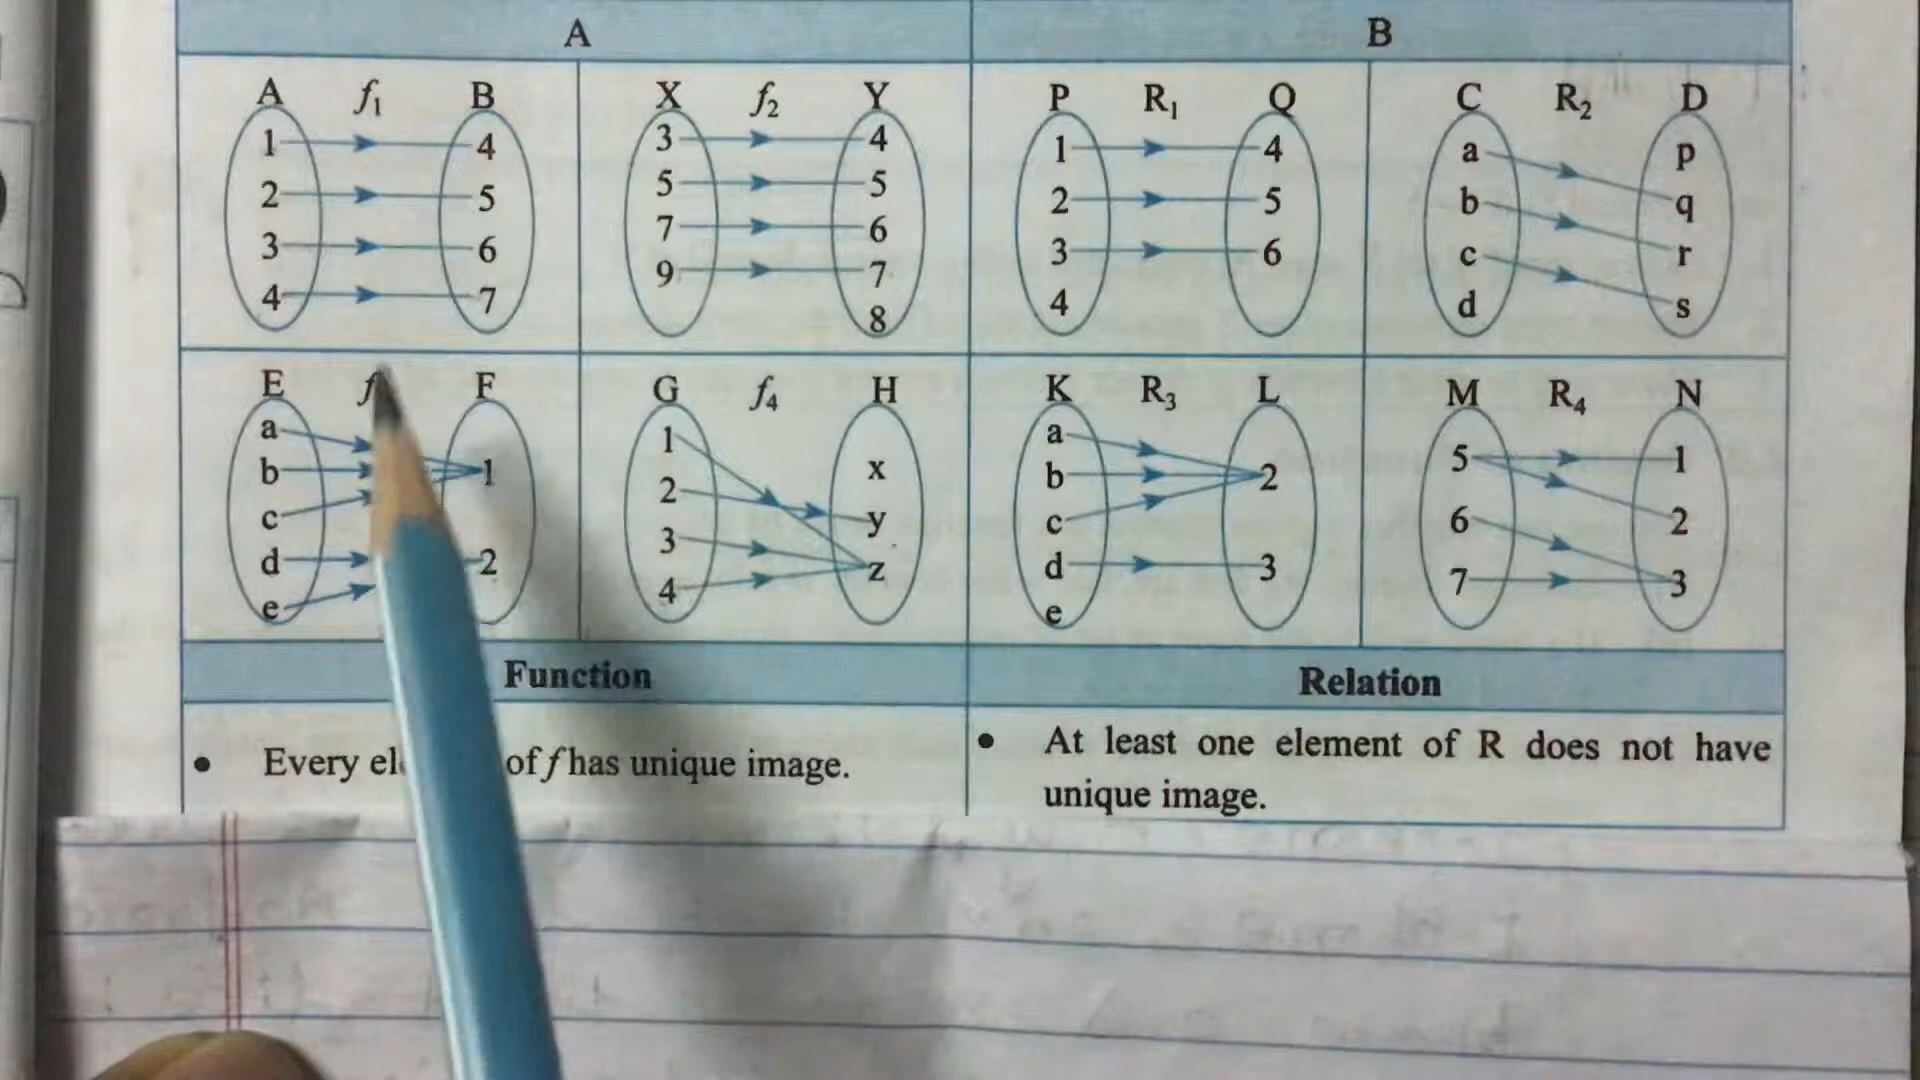 A B
A f₁ B X f₂ Y P R₁ Q C R₂ D
1 4 3 4 1 4 a p
2 5 5 5 2 5 b q
3 6 7 6 3 6 c r
4 7 9 7 4 d s
8
E f F G f₄ H K R₃ L M R₄ N
a 1 1 x a 2 5 1
b 2 2 y b 3 6 2
c 3 z c 7 3
d 4 d
e e
Function Relation
• Every el of f has unique image.
• At least one element of R does not have
unique image.